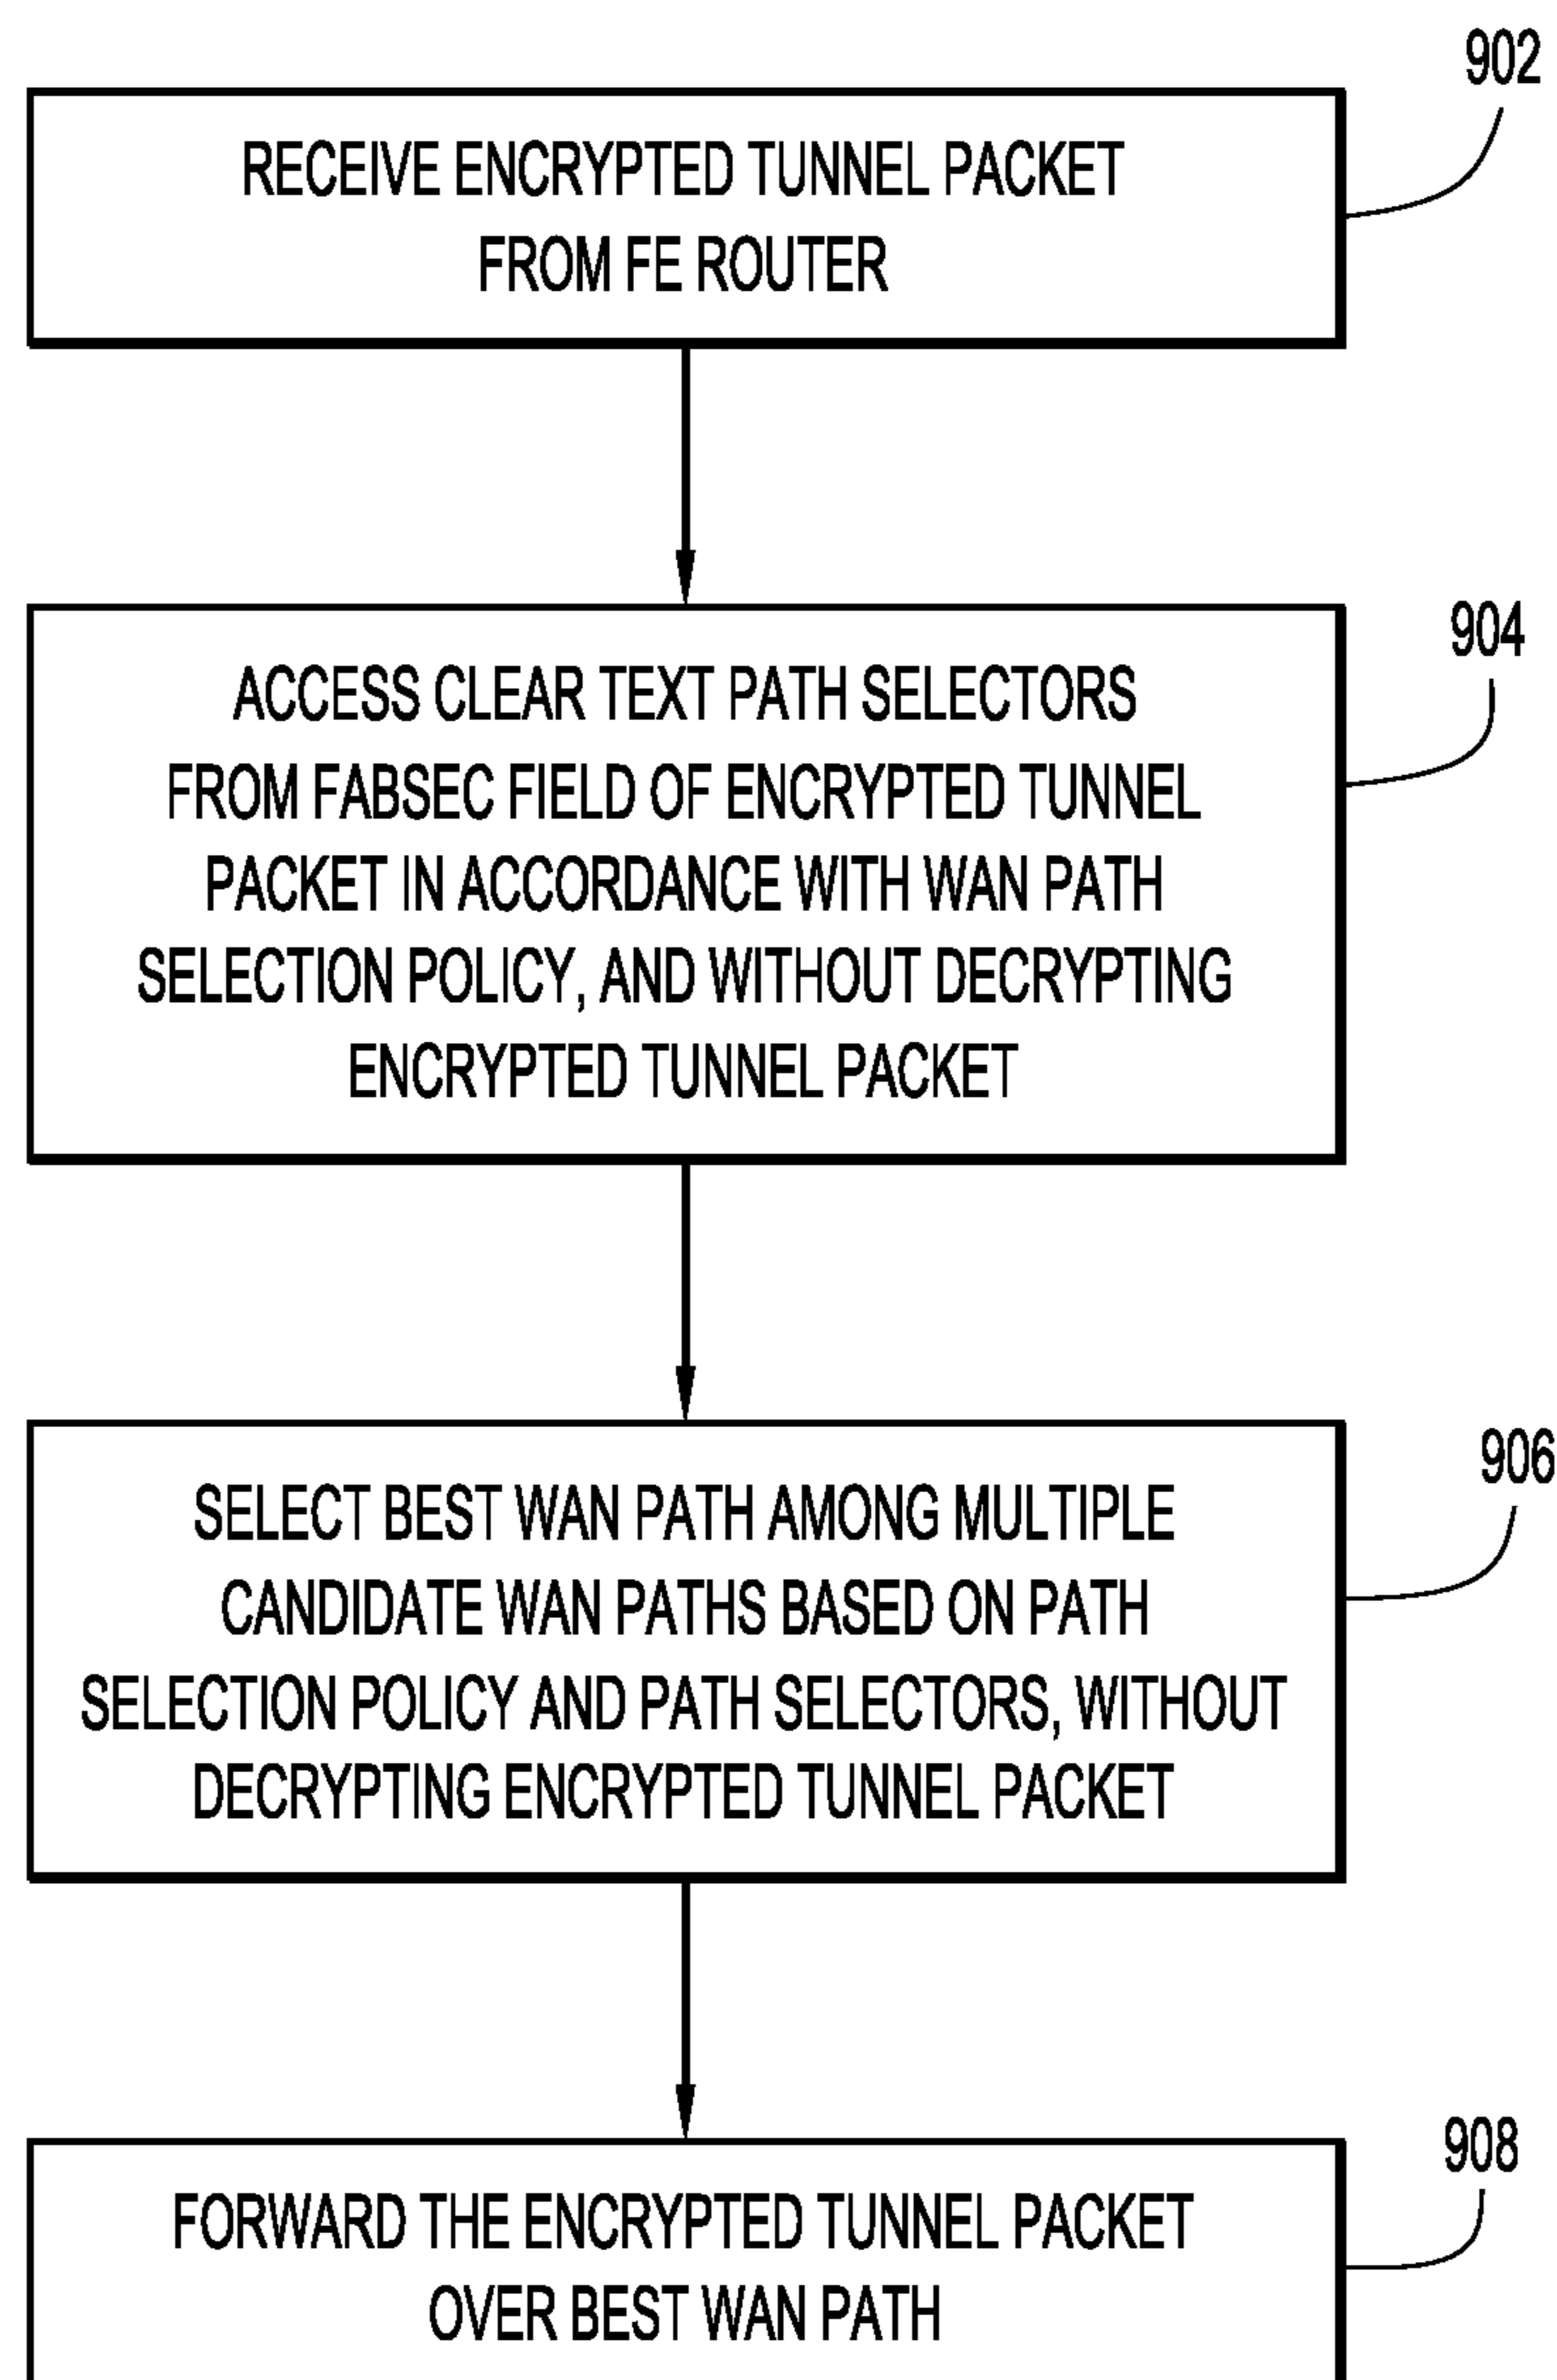 902
RECEIVE ENCRYPTED TUNNEL PACKET
FROM FE ROUTER
904
ACCESS CLEAR TEXT PATH SELECTORS
FROM FABSEC FIELD OF ENCRYPTED TUNNEL
PACKET IN ACCORDANCE WITH WAN PATH
SELECTION POLICY, AND WITHOUT DECRYPTING
ENCRYPTED TUNNEL PACKET
906
SELECT BEST WAN PATH AMONG MULTIPLE
CANDIDATE WAN PATHS BASED ON PATH
SELECTION POLICY AND PATH SELECTORS, WITHOUT
DECRYPTING ENCRYPTED TUNNEL PACKET
908
FORWARD THE ENCRYPTED TUNNEL PACKET
OVER BEST WAN PATH